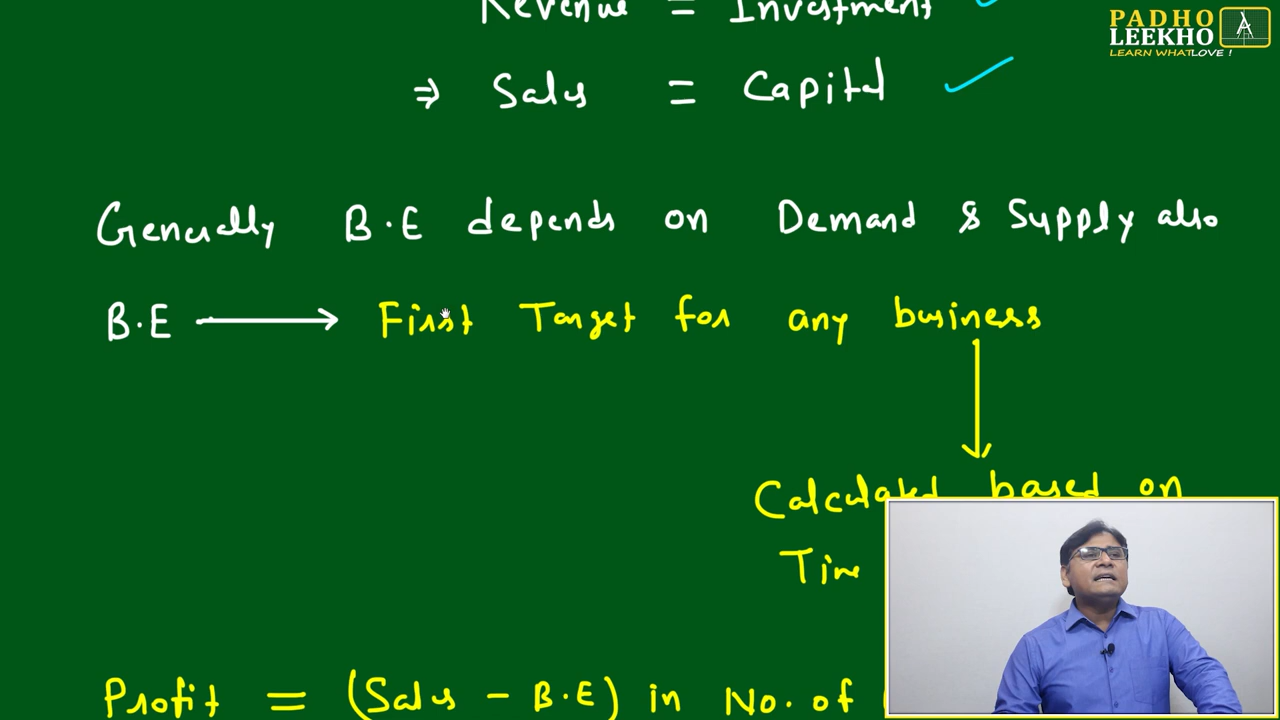 Revenue = Investment
PADHO
LEEKHO
LEARN WHAT LOVE !
⇒ Sales = Capital
Generally B.E depends on Demand & Supply also
B.E → First Target for any business
Calculated based on
Time
Profit = (Sales - B.E) in No. of